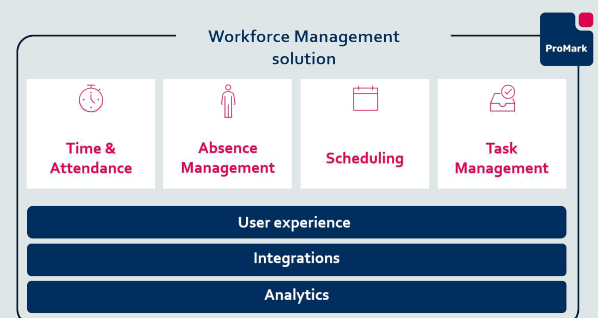 Workforce Management
solution
ProMark
Time &
Attendance
Absence
Management
Scheduling
Task
Management
User experience
Integrations
Analytics